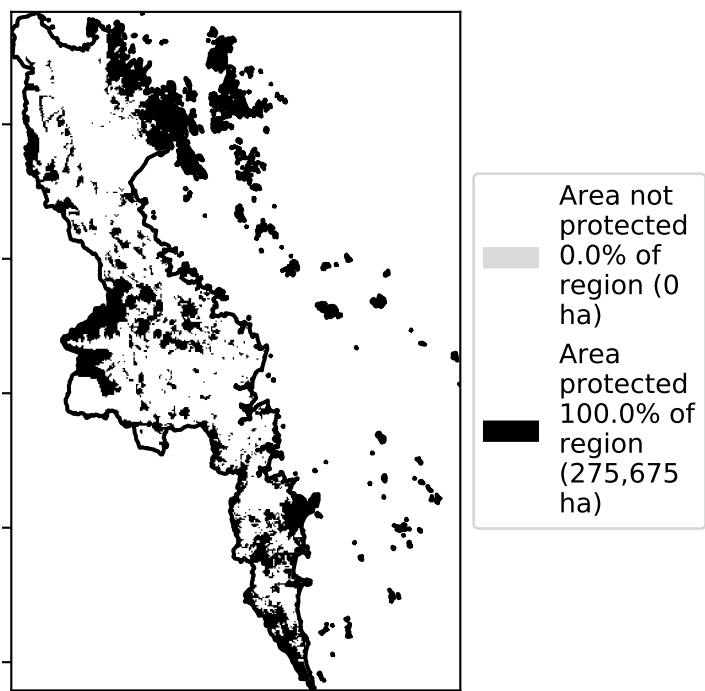 Area not
protected
0.0% of
region (0
ha)
Area
protected
100.0% of
region
(275,675
ha)